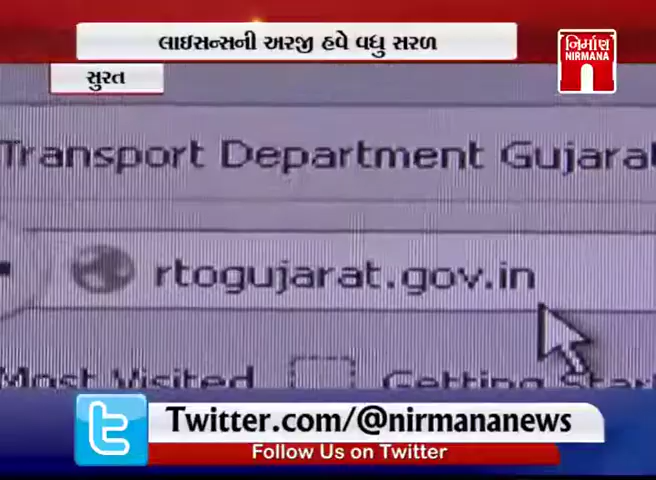 લાઇસન્સની અરજી હવે વધુ સરળ
નિર્માણ
NIRMANA
સુરત
Transport Department Gujarat
rtogujarat.gov.in
Most Visited Getting Star
Twitter.com/@nirmananews
Follow Us on Twitter